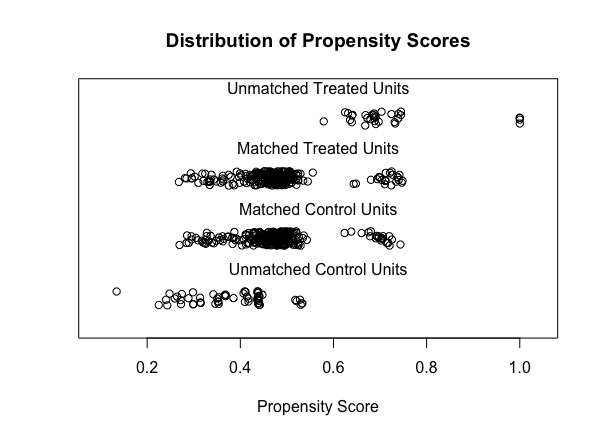 Distribution of Propensity Scores
Unmatched Treated Units
Matched Treated Units
Matched Control Units
Unmatched Control Units
0.2 0.4 0.6 0.8 1.0
Propensity Score